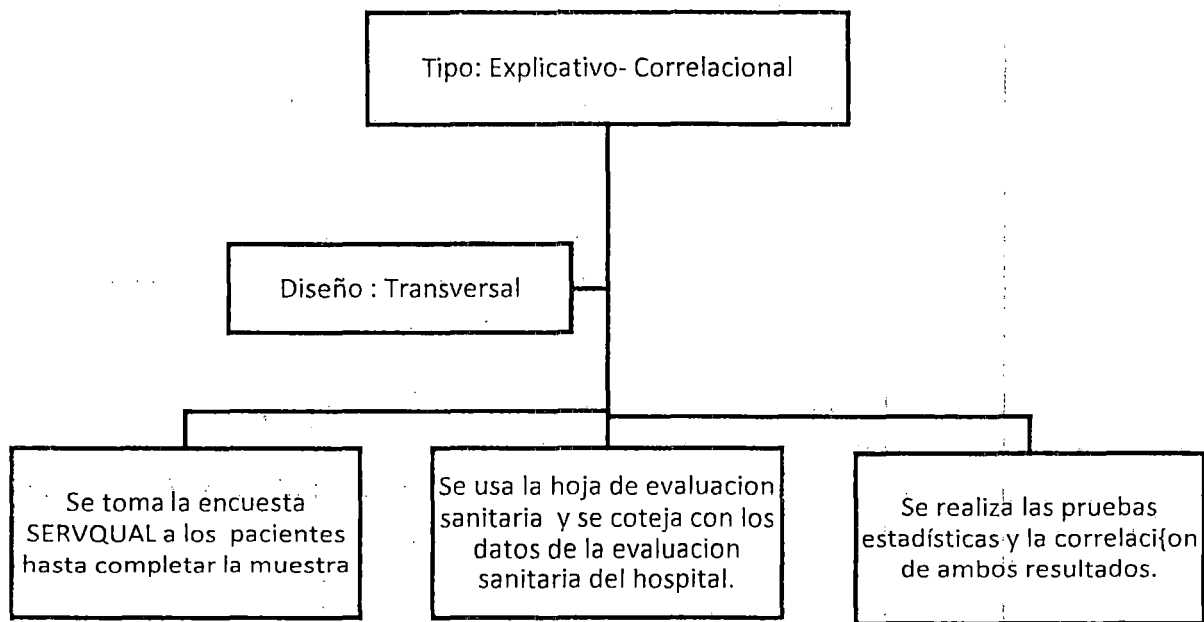 Tipo: Explicativo- Correlacional
Diseño : Transversal
Se toma la encuesta
SERVQUAL a los pacientes
hasta completar la muestra
Se usa la hoja de evaluacion
sanitaria y se coteja con los
datos de la evaluacion
sanitaria del hospital.
Se realiza las pruebas
estadísticas y la correlaci{on
de ambos resultados.